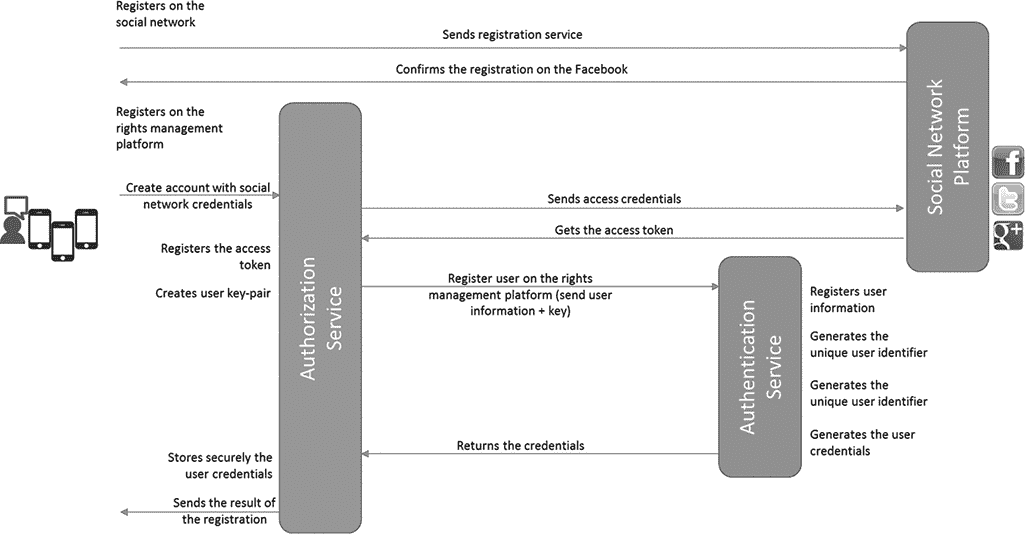 Registers on the
social network
Sends registration service
Confirms the registration on the Facebook
Registers on the
rights management
platform
Create account with social
network credentials
Sends access credentials
Gets the access token
Registers the access
token
Creates user key-pair
Register user on the rights
management platform (send user
information + key)
Registers user
information
Generates the
unique user identifier
Generates the
unique user identifier
Generates the user
credentials
Returns the credentials
Stores securely the
user credentials
Sends the result of
the registration
Authorization
Service
Authentication
Service
Social Network
Platform
f
t
g+